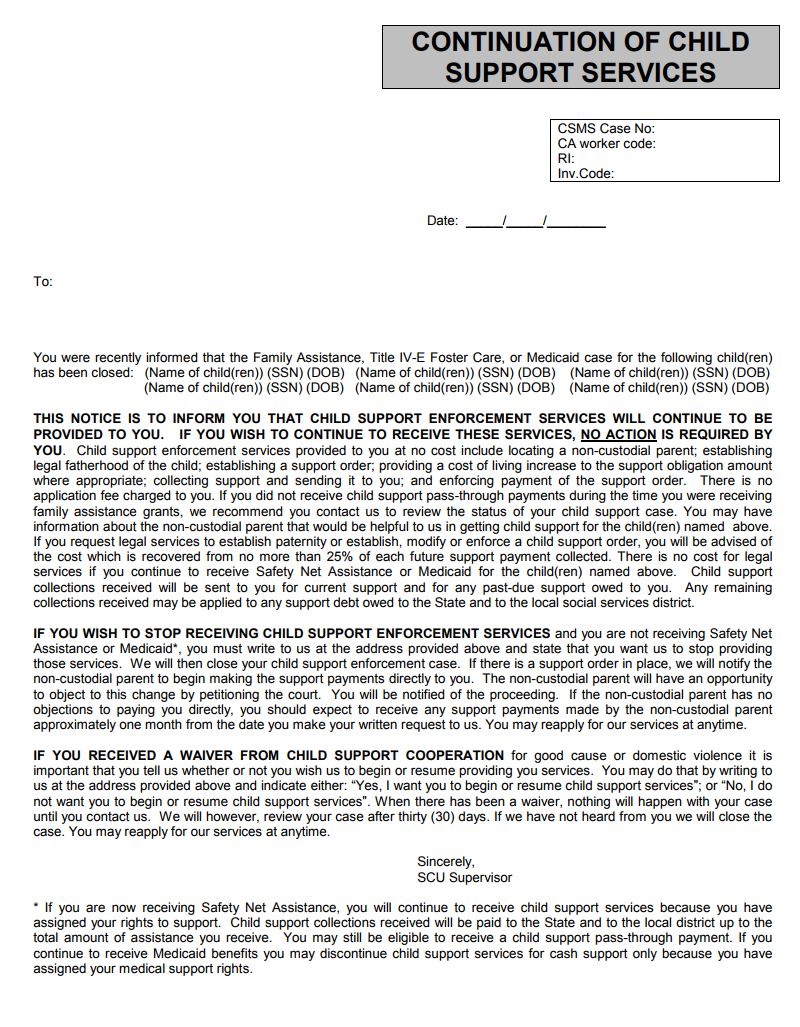 CONTINUATION OF CHILD
SUPPORT SERVICES
CSMS Case No:
CA worker code:
RI:
Inv.Code:
Date: _____/_____/________
To:
You were recently informed that the Family Assistance, Title IV-E Foster Care, or Medicaid case for the following child(ren)
has been closed: (Name of child(ren)) (SSN) (DOB) (Name of child(ren)) (SSN) (DOB) (Name of child(ren)) (SSN) (DOB)
(Name of child(ren)) (SSN) (DOB) (Name of child(ren)) (SSN) (DOB) (Name of child(ren)) (SSN) (DOB)
THIS NOTICE IS TO INFORM YOU THAT CHILD SUPPORT ENFORCEMENT SERVICES WILL CONTINUE TO BE
PROVIDED TO YOU. IF YOU WISH TO CONTINUE TO RECEIVE THESE SERVICES, NO ACTION IS REQUIRED BY
YOU. Child support enforcement services provided to you at no cost include locating a non-custodial parent; establishing
legal fatherhood of the child; establishing a support order; providing a cost of living increase to the support obligation amount
where appropriate; collecting support and sending it to you; and enforcing payment of the support order. There is no
application fee charged to you. If you did not receive child support pass-through payments during the time you were receiving
family assistance grants, we recommend you contact us to review the status of your child support case. You may have
information about the non-custodial parent that would be helpful to us in getting child support for the child(ren) named above.
If you request legal services to establish paternity or establish, modify or enforce a child support order, you will be advised of
the cost which is recovered from no more than 25% of each future support payment collected. There is no cost for legal
services if you continue to receive Safety Net Assistance or Medicaid for the child(ren) named above. Child support
collections received will be sent to you for current support and for any past-due support owed to you. Any remaining
collections received may be applied to any support debt owed to the State and to the local social services district.
IF YOU WISH TO STOP RECEIVING CHILD SUPPORT ENFORCEMENT SERVICES and you are not receiving Safety Net
Assistance or Medicaid*, you must write to us at the address provided above and state that you want us to stop providing
those services. We will then close your child support enforcement case. If there is a support order in place, we will notify the
non-custodial parent to begin making the support payments directly to you. The non-custodial parent will have an opportunity
to object to this change by petitioning the court. You will be notified of the proceeding. If the non-custodial parent has no
objections to paying you directly, you should expect to receive any support payments made by the non-custodial parent
approximately one month from the date you make your written request to us. You may reapply for our services at anytime.
IF YOU RECEIVED A WAIVER FROM CHILD SUPPORT COOPERATION for good cause or domestic violence it is
important that you tell us whether or not you wish us to begin or resume providing you services. You may do that by writing to
us at the address provided above and indicate either: “Yes, I want you to begin or resume child support services”; or “No, I do
not want you to begin or resume child support services”. When there has been a waiver, nothing will happen with your case
until you contact us. We will however, review your case after thirty (30) days. If we have not heard from you we will close the
case. You may reapply for our services at anytime.
Sincerely,
SCU Supervisor
* If you are now receiving Safety Net Assistance, you will continue to receive child support services because you have
assigned your rights to support. Child support collections received will be paid to the State and to the local district up to the
total amount of assistance you receive. You may still be eligible to receive a child support pass-through payment. If you
continue to receive Medicaid benefits you may discontinue child support services for cash support only because you have
assigned your medical support rights.